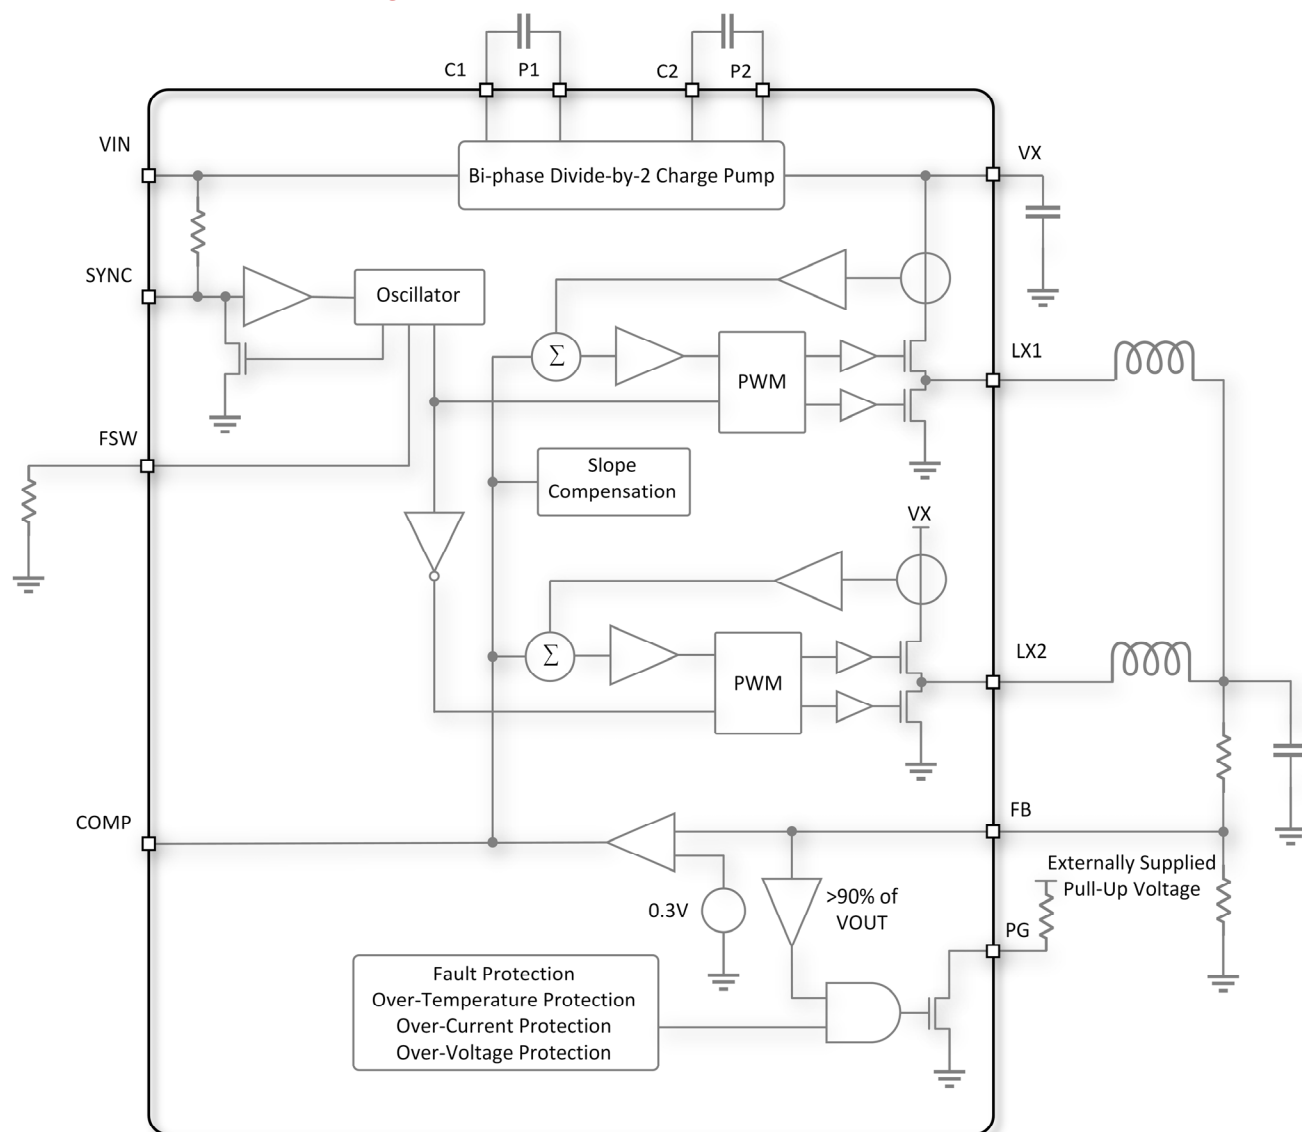 C1
P1
C2
P2
VIN
Bi-phase Divide-by-2 Charge Pump
VX
SYNC
Oscillator
Σ
PWM
LX1
FSW
Slope
Compensation
VX
Σ
PWM
LX2
COMP
FB
Externally Supplied
Pull-Up Voltage
0.3V
>90% of
VOUT
PG
Fault Protection
Over-Temperature Protection
Over-Current Protection
Over-Voltage Protection